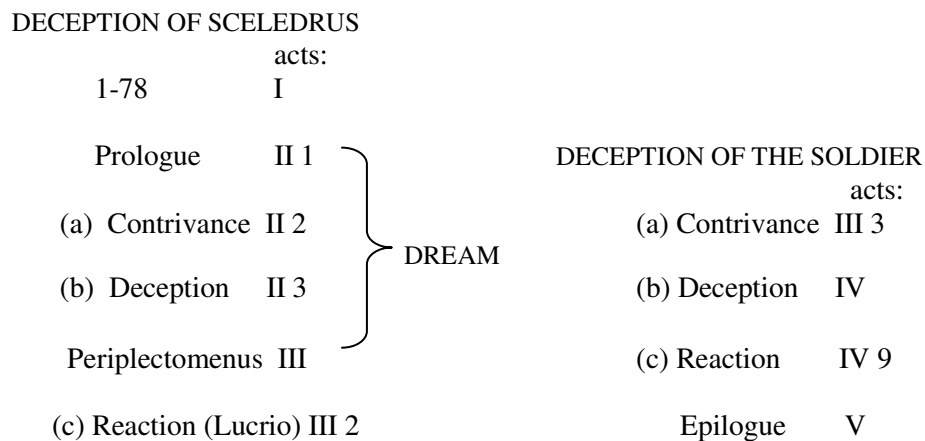 DECEPTION OF SCELEDRUS
acts:
1-78 I
Prologue II 1
(a) Contrivance II 2
(b) Deception II 3
Periplectomenus III
(c) Reaction (Lucrio) III 2
DREAM
DECEPTION OF THE SOLDIER
acts:
(a) Contrivance III 3
(b) Deception IV
(c) Reaction IV 9
Epilogue V